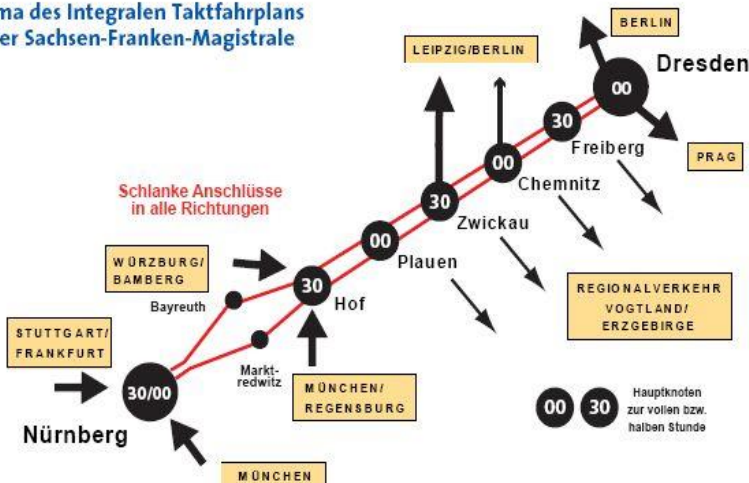 ma des Integralen Taktfahrplans
er Sachsen-Franken-Magistrale
BERLIN
LEIPZIG/BERLIN
Dresden
00
30
Freiberg
PRAG
00
Chemnitz
Schlanke Anschlüsse
in alle Richtungen
30
Zwickau
00
Plauen
WÜRZBURG/
BAMBERG
30
Hof
Bayreuth
REGIONALVERKEHR
VOGTLAND/
ERZGEBIRGE
STUTTGART/
FRANKFURT
Markt-
redwitz
30/00
Nürnberg
MÜNCHEN/
REGENSBURG
00
30
Hauptknoten
zur vollen bzw.
halben Stunde
MÜNCHEN